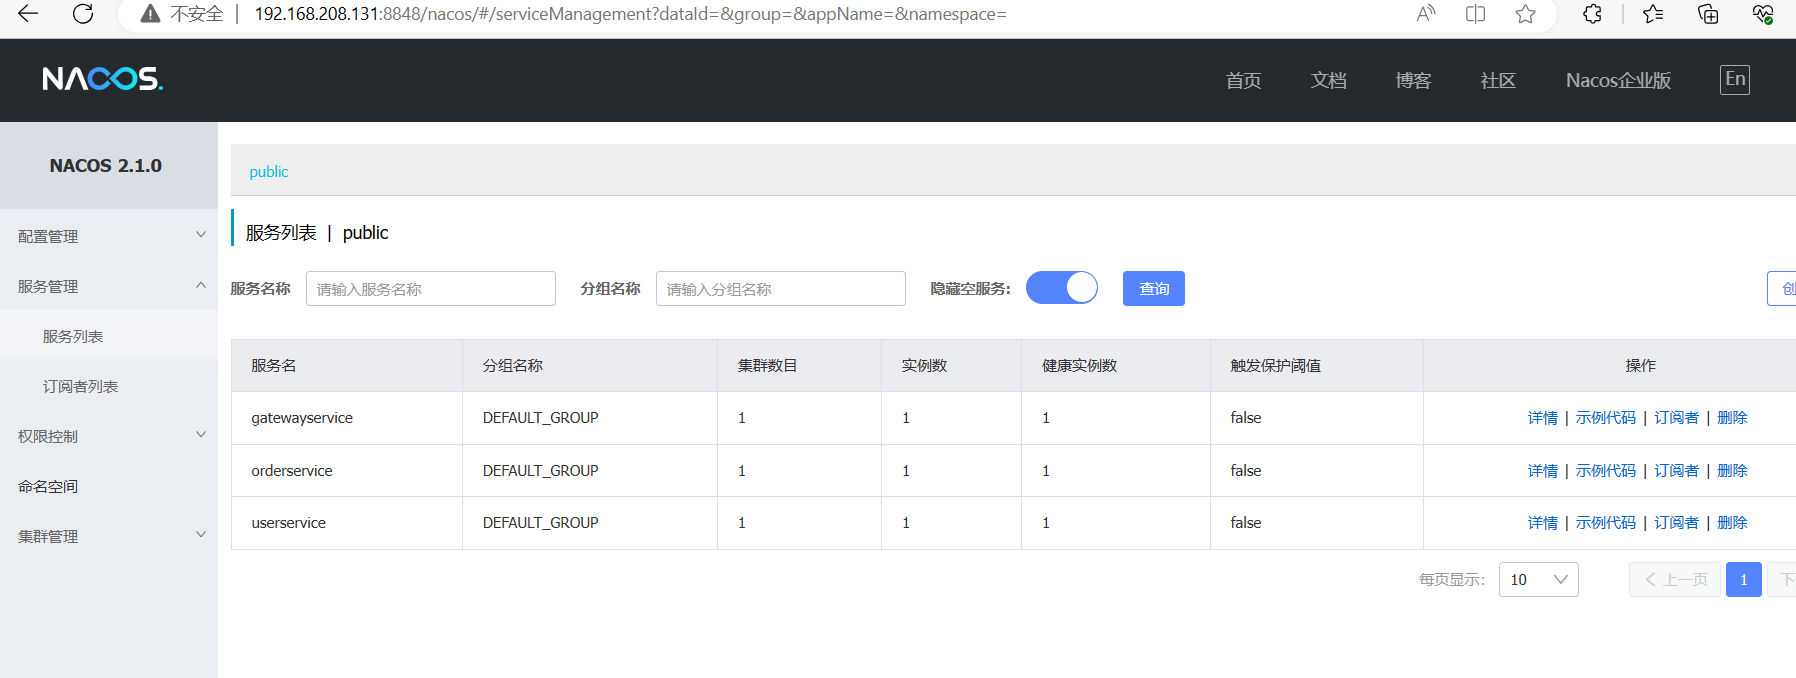 不安全 | 192.168.208.131:8848/nacos/#/serviceManagement?dataId=&group=&appName=&namespace=
NACOS.
首页 文档 博客 社区 Nacos企业版 En
NACOS 2.1.0
配置管理
服务管理
服务列表
订阅者列表
权限控制
命名空间
集群管理
public
服务列表 | public
服务名称 请输入服务名称 分组名称 请输入分组名称 隐藏空服务: 查询 创
服务名 分组名称 集群数目 实例数 健康实例数 触发保护阈值 操作
gatewayservice DEFAULT_GROUP 1 1 1 false 详情 | 示例代码 | 订阅者 | 删除
orderservice DEFAULT_GROUP 1 1 1 false 详情 | 示例代码 | 订阅者 | 删除
userservice DEFAULT_GROUP 1 1 1 false 详情 | 示例代码 | 订阅者 | 删除
每页显示: 10 上一页 1 下